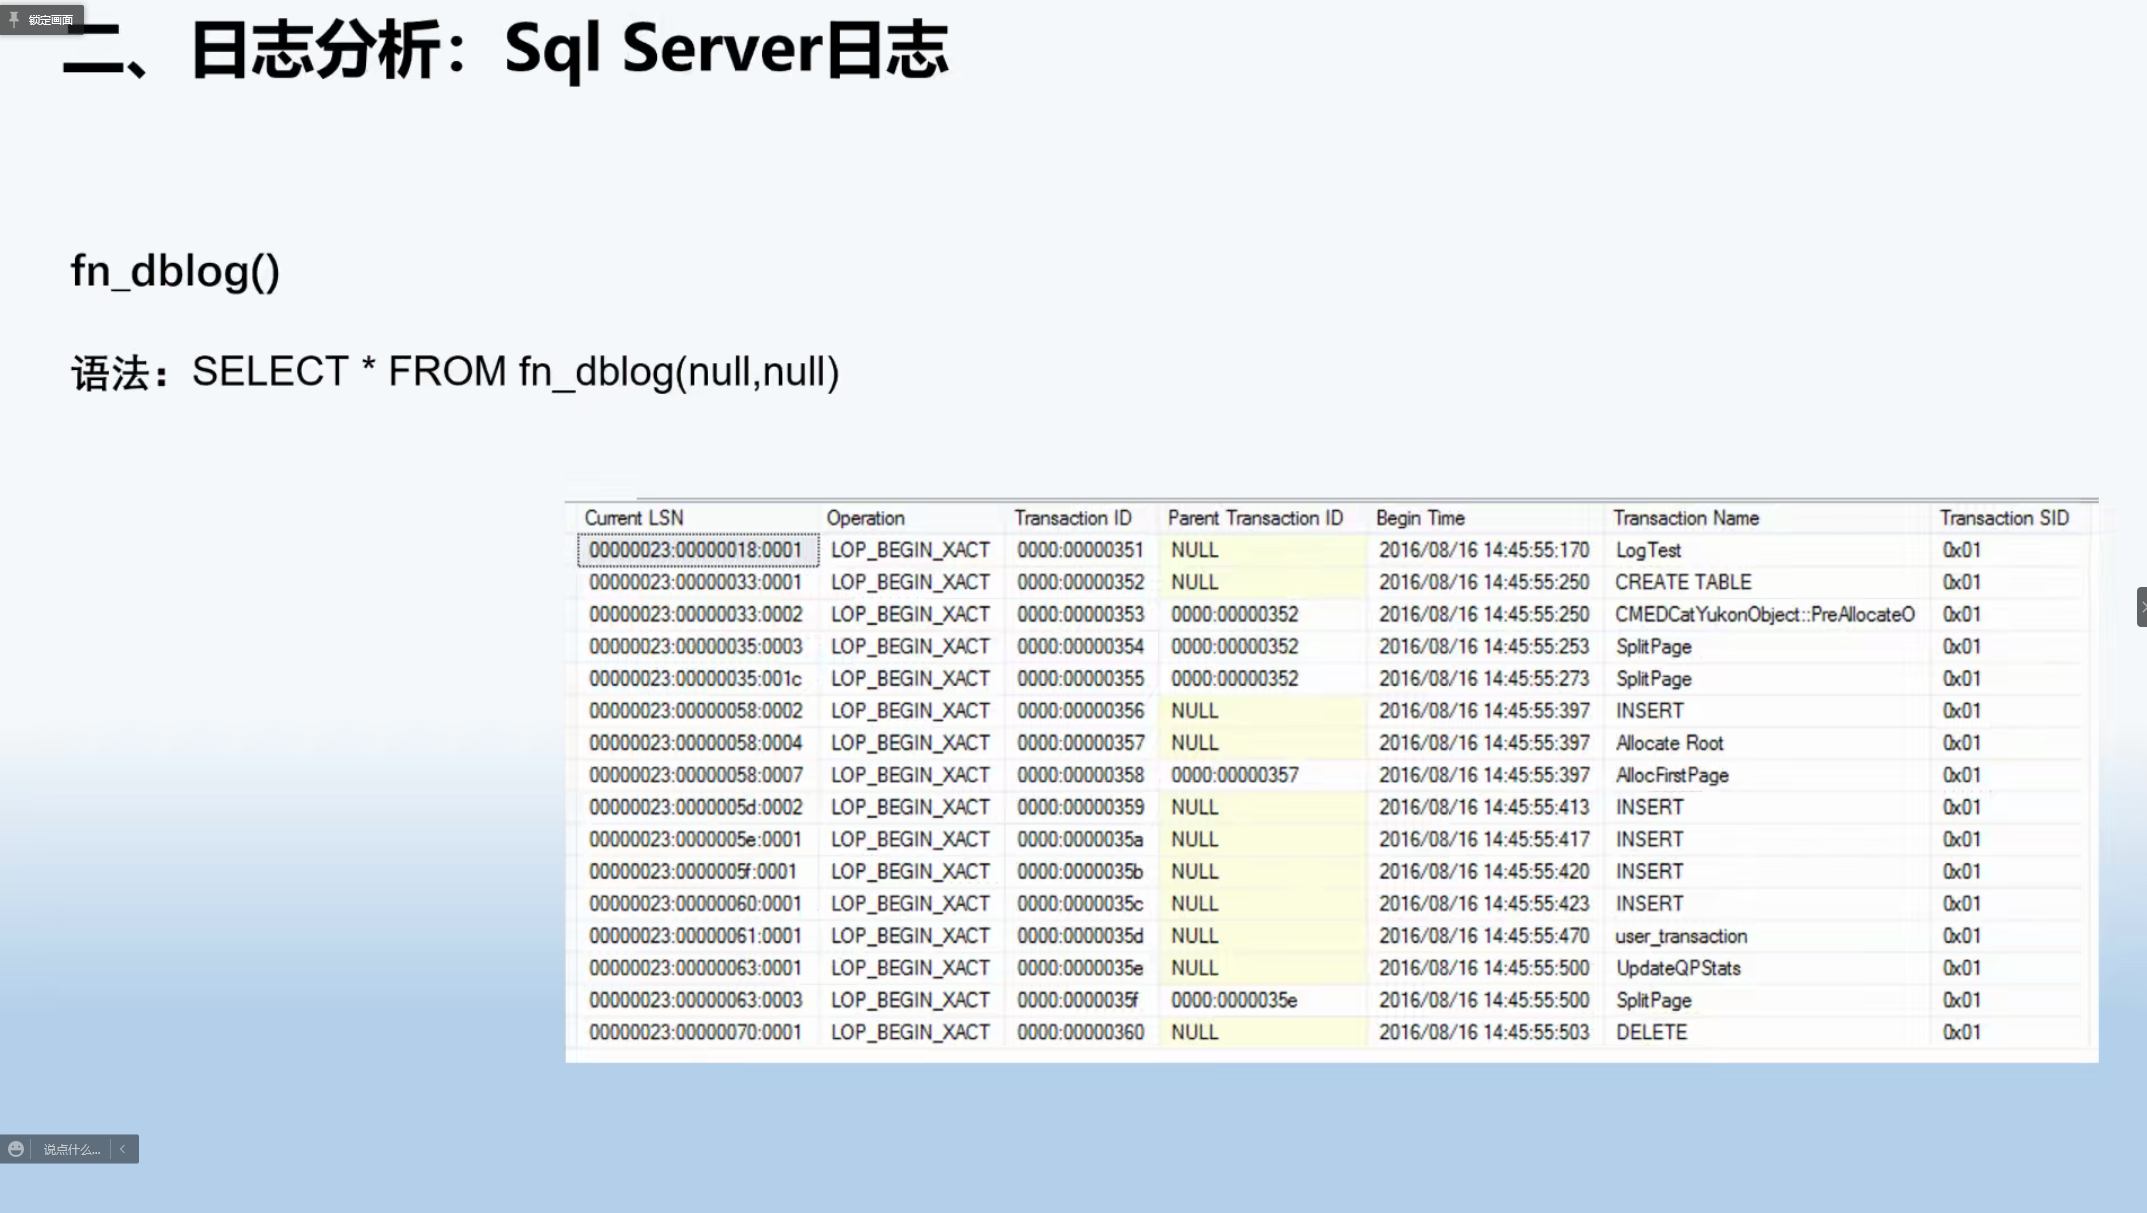 锁定画面
二、日志分析：Sql Server日志
fn_dblog()
语法：SELECT * FROM fn_dblog(null,null)
Current LSN Operation Transaction ID Parent Transaction ID Begin Time Transaction Name Transaction SID
00000023:00000018:0001 LOP_BEGIN_XACT 0000:00000351 NULL 2016/08/16 14:45:55:170 LogTest 0x01
00000023:00000033:0001 LOP_BEGIN_XACT 0000:00000352 NULL 2016/08/16 14:45:55:250 CREATE TABLE 0x01
00000023:00000033:0002 LOP_BEGIN_XACT 0000:00000353 0000:00000352 2016/08/16 14:45:55:250 CMEDCatYukonObject::PreAllocateO 0x01
00000023:00000035:0003 LOP_BEGIN_XACT 0000:00000354 0000:00000352 2016/08/16 14:45:55:253 SplitPage 0x01
00000023:00000035:001c LOP_BEGIN_XACT 0000:00000355 0000:00000352 2016/08/16 14:45:55:273 SplitPage 0x01
00000023:00000058:0002 LOP_BEGIN_XACT 0000:00000356 NULL 2016/08/16 14:45:55:397 INSERT 0x01
00000023:00000058:0004 LOP_BEGIN_XACT 0000:00000357 NULL 2016/08/16 14:45:55:397 Allocate Root 0x01
00000023:00000058:0007 LOP_BEGIN_XACT 0000:00000358 0000:00000357 2016/08/16 14:45:55:397 AllocFirstPage 0x01
00000023:0000005d:0002 LOP_BEGIN_XACT 0000:00000359 NULL 2016/08/16 14:45:55:413 INSERT 0x01
00000023:0000005e:0001 LOP_BEGIN_XACT 0000:0000035a NULL 2016/08/16 14:45:55:417 INSERT 0x01
00000023:0000005f:0001 LOP_BEGIN_XACT 0000:0000035b NULL 2016/08/16 14:45:55:420 INSERT 0x01
00000023:00000060:0001 LOP_BEGIN_XACT 0000:0000035c NULL 2016/08/16 14:45:55:423 INSERT 0x01
00000023:00000061:0001 LOP_BEGIN_XACT 0000:0000035d NULL 2016/08/16 14:45:55:470 user_transaction 0x01
00000023:00000063:0001 LOP_BEGIN_XACT 0000:0000035e NULL 2016/08/16 14:45:55:500 UpdateQPStats 0x01
00000023:00000063:0003 LOP_BEGIN_XACT 0000:0000035f 0000:0000035e 2016/08/16 14:45:55:500 SplitPage 0x01
00000023:00000070:0001 LOP_BEGIN_XACT 0000:00000360 NULL 2016/08/16 14:45:55:503 DELETE 0x01
说点什么...